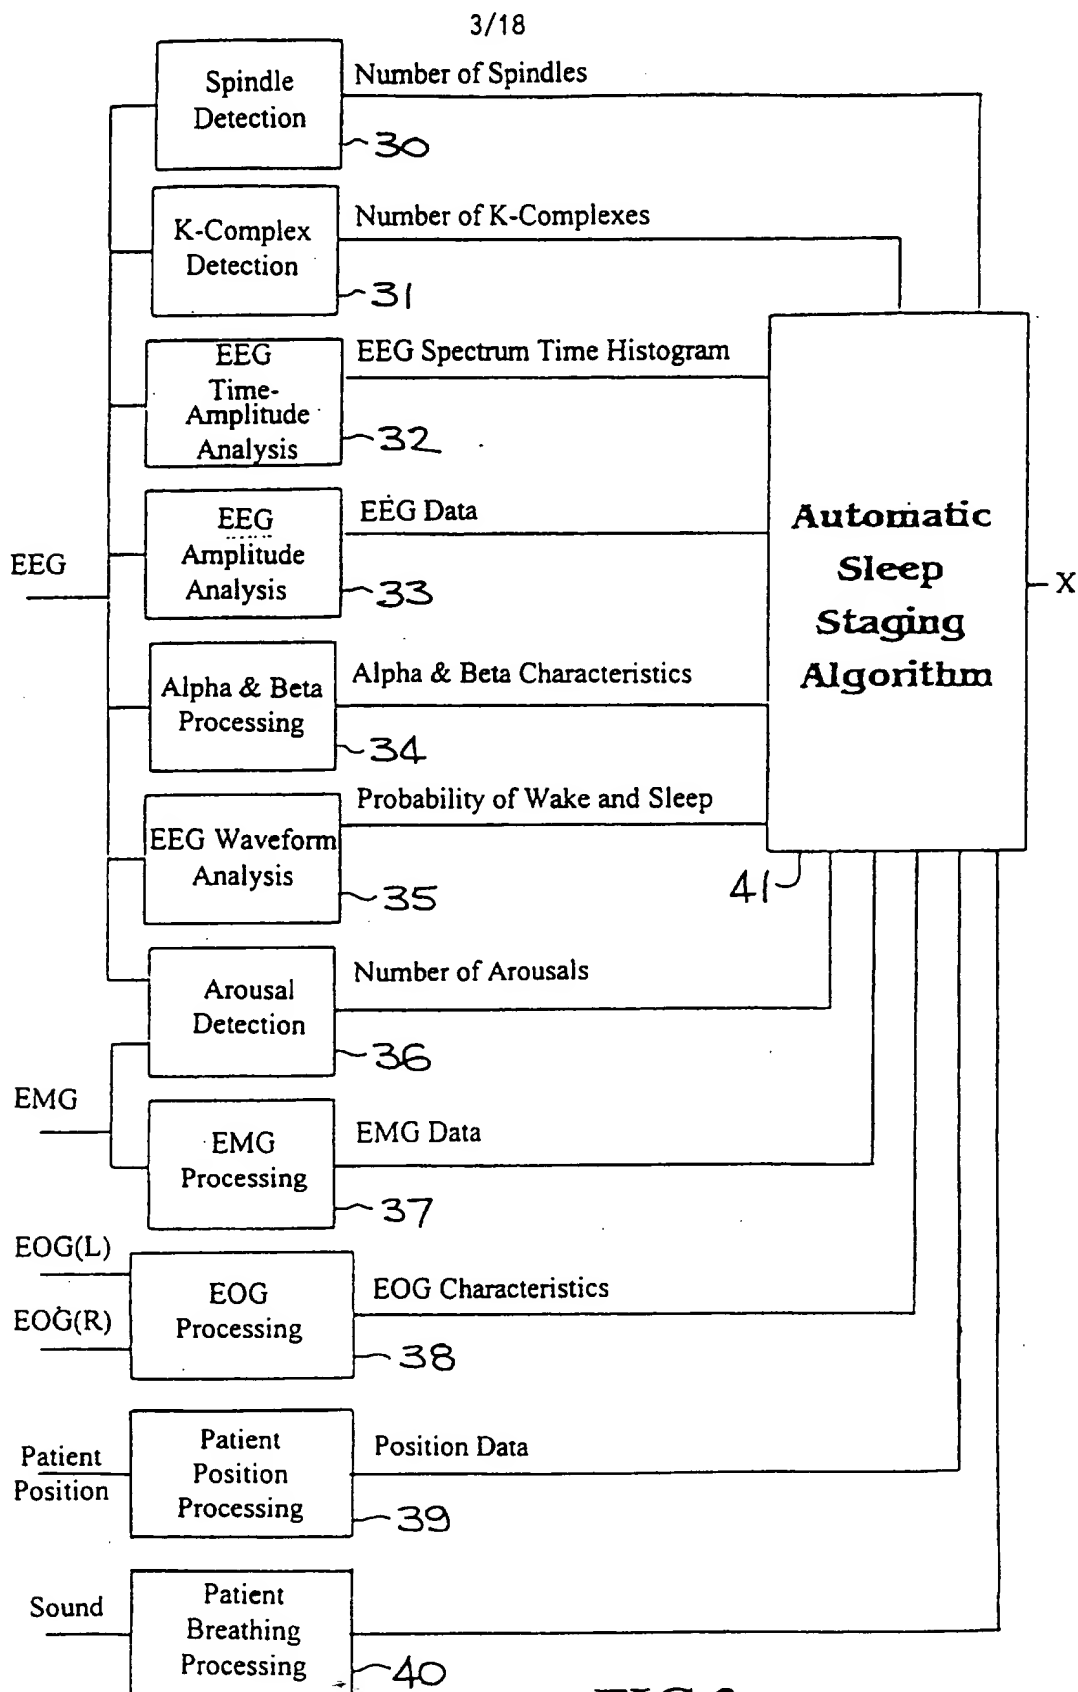 3/18
Spindle
Detection
Number of Spindles
30
K-Complex
Detection
Number of K-Complexes
31
EEG
Time-
Amplitude
Analysis
EEG Spectrum Time Histogram
32
EEG
Amplitude
Analysis
EEG Data
33
EEG
Alpha & Beta
Processing
Alpha & Beta Characteristics
34
EEG Waveform
Analysis
Probability of Wake and Sleep
35
Automatic
Sleep
Staging
Algorithm
X
41
Arousal
Detection
Number of Arousals
36
EMG
EMG
Processing
EMG Data
37
EOG(L)
EOG(R)
EOG
Processing
EOG Characteristics
38
Patient
Position
Patient
Position
Processing
Position Data
39
Sound
Patient
Breathing
Processing
40